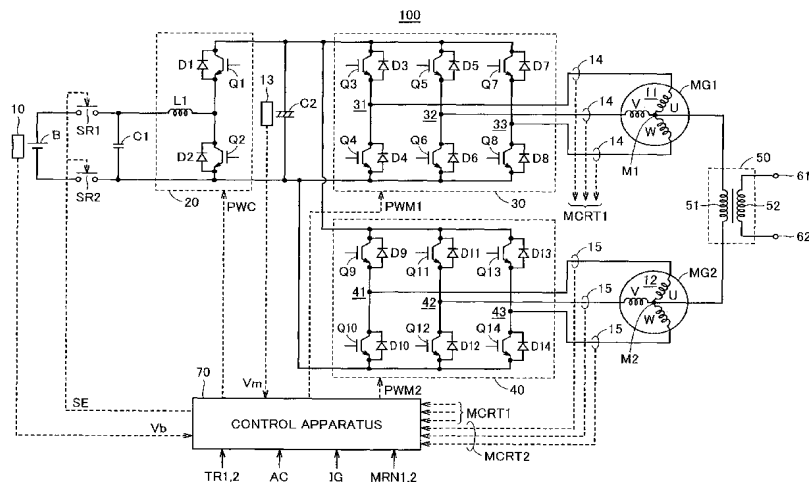 100
10
B
SR1
SR2
C1
L1
D1
Q1
D2
Q2
20
PWC
13
C2
Q3
D3
Q5
D5
Q7
D7
31
32
33
Q4
D4
Q6
D6
Q8
D8
PWM1
30
14
14
14
MCRT1
11
V
U
W
MG1
M1
50
51
52
61
62
Q9
D9
Q11
D11
Q13
D13
41
42
43
Q10
D10
Q12
D12
Q14
D14
PWM2
40
15
15
15
12
V
U
W
MG2
M2
70
Vm
SE
Vb
CONTROL APPARATUS
MCRT1
MCRT2
TR1,2
AC
IG
MRN1,2